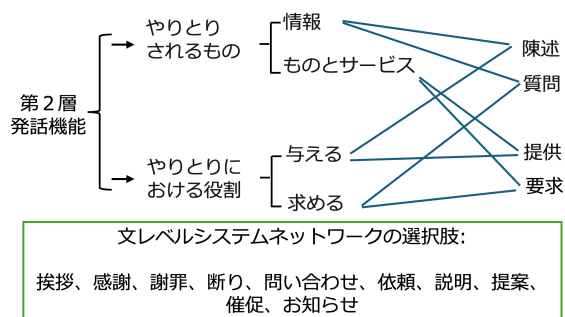 第2層
発話機能
やりとり
されるもの
情報
ものとサービス
やりとりに
おける役割
与える
求める
陳述
質問
提供
要求
文レベルシステムネットワークの選択肢:
挨拶、感謝、謝罪、断り、問い合わせ、依頼、説明、提案、
催促、お知らせ